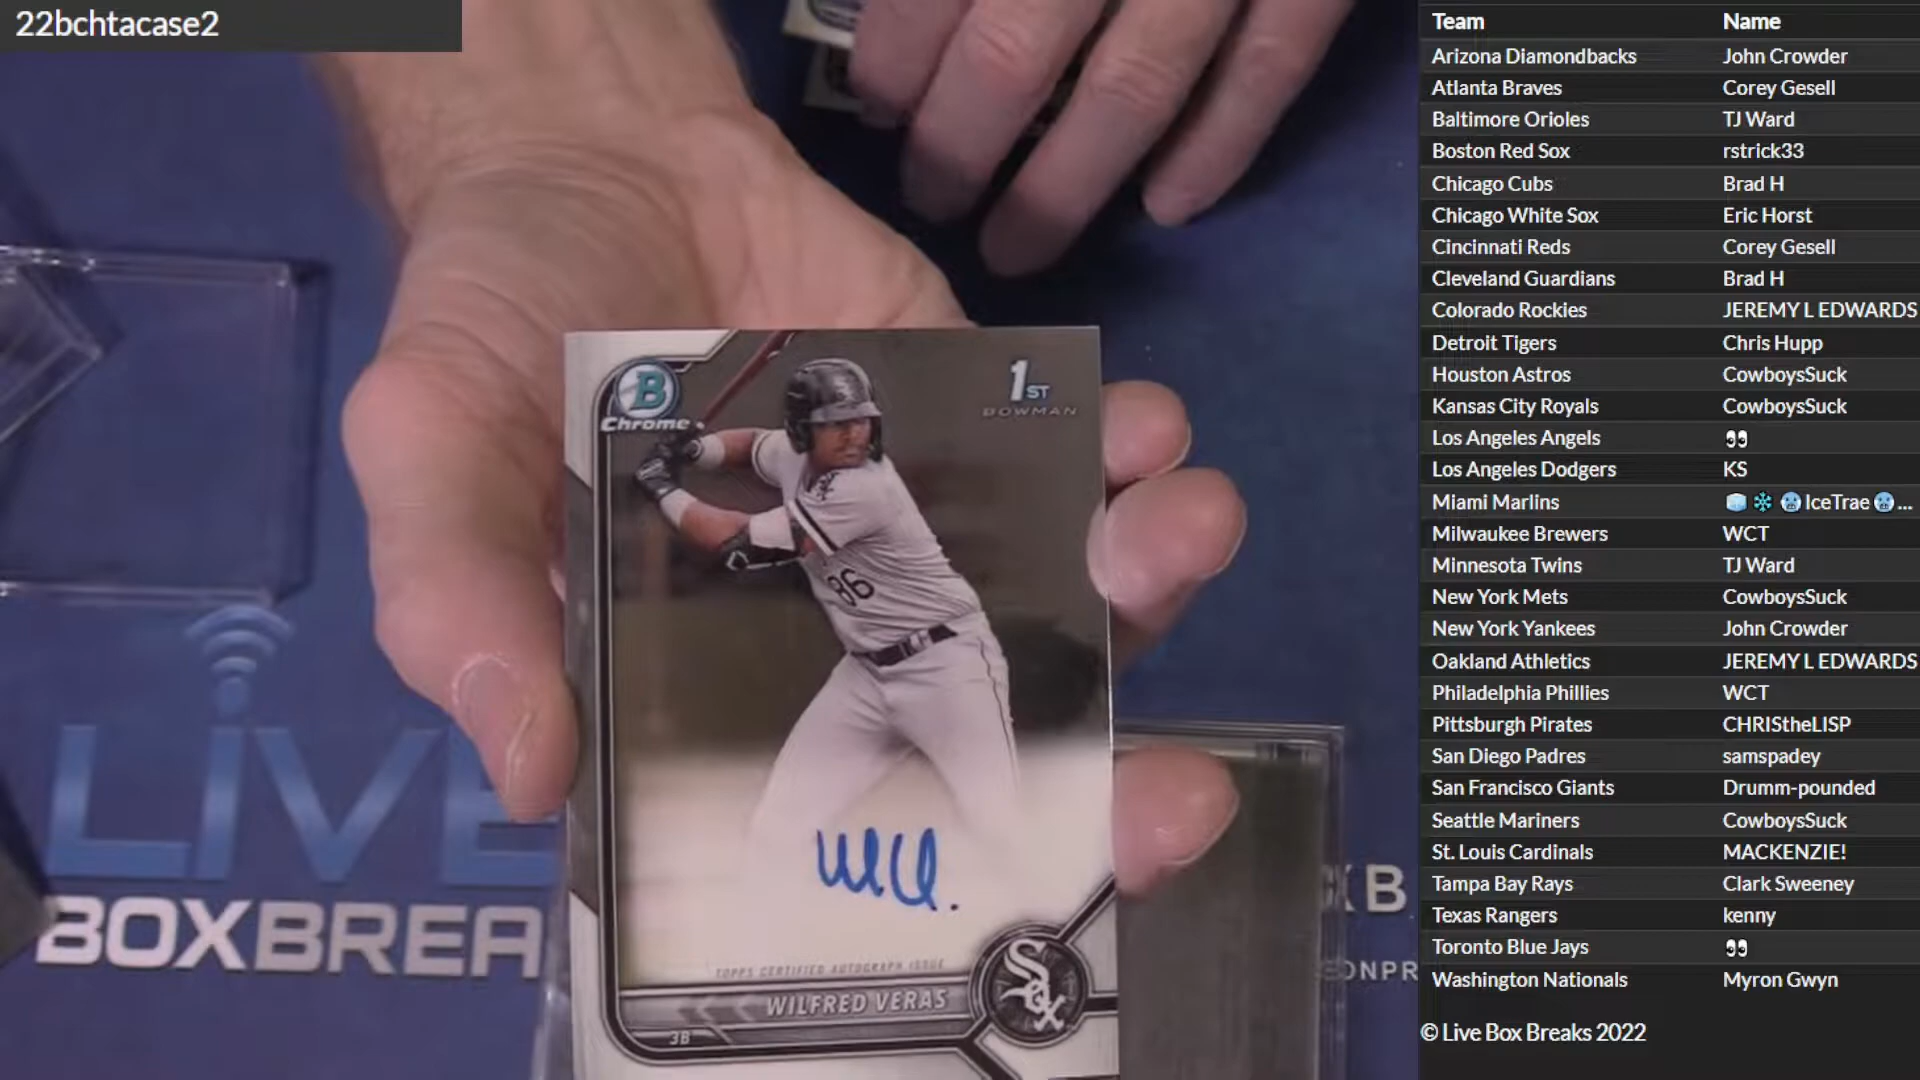 22bchtacase2
B
Chrome
1ST
BOWMAN
86
TOPPS CERTIFIED AUTOGRAPH ISSUE
WILFRED VERAS
3B
Sox
LIVE
BOXBREA
Team Name
Arizona Diamondbacks John Crowder
Atlanta Braves Corey Gesell
Baltimore Orioles TJ Ward
Boston Red Sox rstrick33
Chicago Cubs Brad H
Chicago White Sox Eric Horst
Cincinnati Reds Corey Gesell
Cleveland Guardians Brad H
Colorado Rockies JEREMY L EDWARDS
Detroit Tigers Chris Hupp
Houston Astros CowboysSuck
Kansas City Royals CowboysSuck
Los Angeles Angels 👀
Los Angeles Dodgers KS
Miami Marlins 🧊❄️🥶IceTrae🥶...
Milwaukee Brewers WCT
Minnesota Twins TJ Ward
New York Mets CowboysSuck
New York Yankees John Crowder
Oakland Athletics JEREMY L EDWARDS
Philadelphia Phillies WCT
Pittsburgh Pirates CHRIStheLISP
San Diego Padres samspadey
San Francisco Giants Drumm-pounded
Seattle Mariners CowboysSuck
St. Louis Cardinals MACKENZIE!
Tampa Bay Rays Clark Sweeney
Texas Rangers kenny
Toronto Blue Jays 👀
Washington Nationals Myron Gwyn
© Live Box Breaks 2022